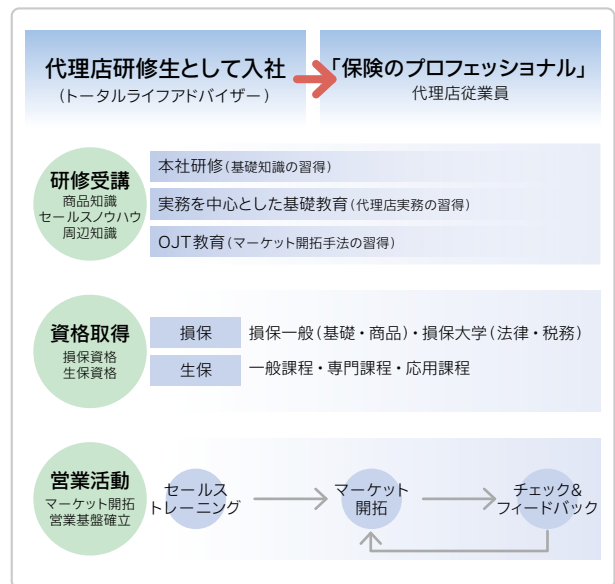 代理店研修生として入社
(トータルライフアドバイザー)
「保険のプロフェッショナル」
代理店従業員
研修受講
商品知識
セールスノウハウ
周辺知識
本社研修(基礎知識の習得)
実務を中心とした基礎教育(代理店実務の習得)
OJT教育(マーケット開拓手法の習得)
資格取得
損保資格
生保資格
損保 損保一般(基礎・商品)・損保大学(法律・税務)
生保 一般課程・専門課程・応用課程
営業活動
マーケット開拓
営業基盤確立
セールス
トレーニング
マーケット
開拓
チェック&
フィードバック